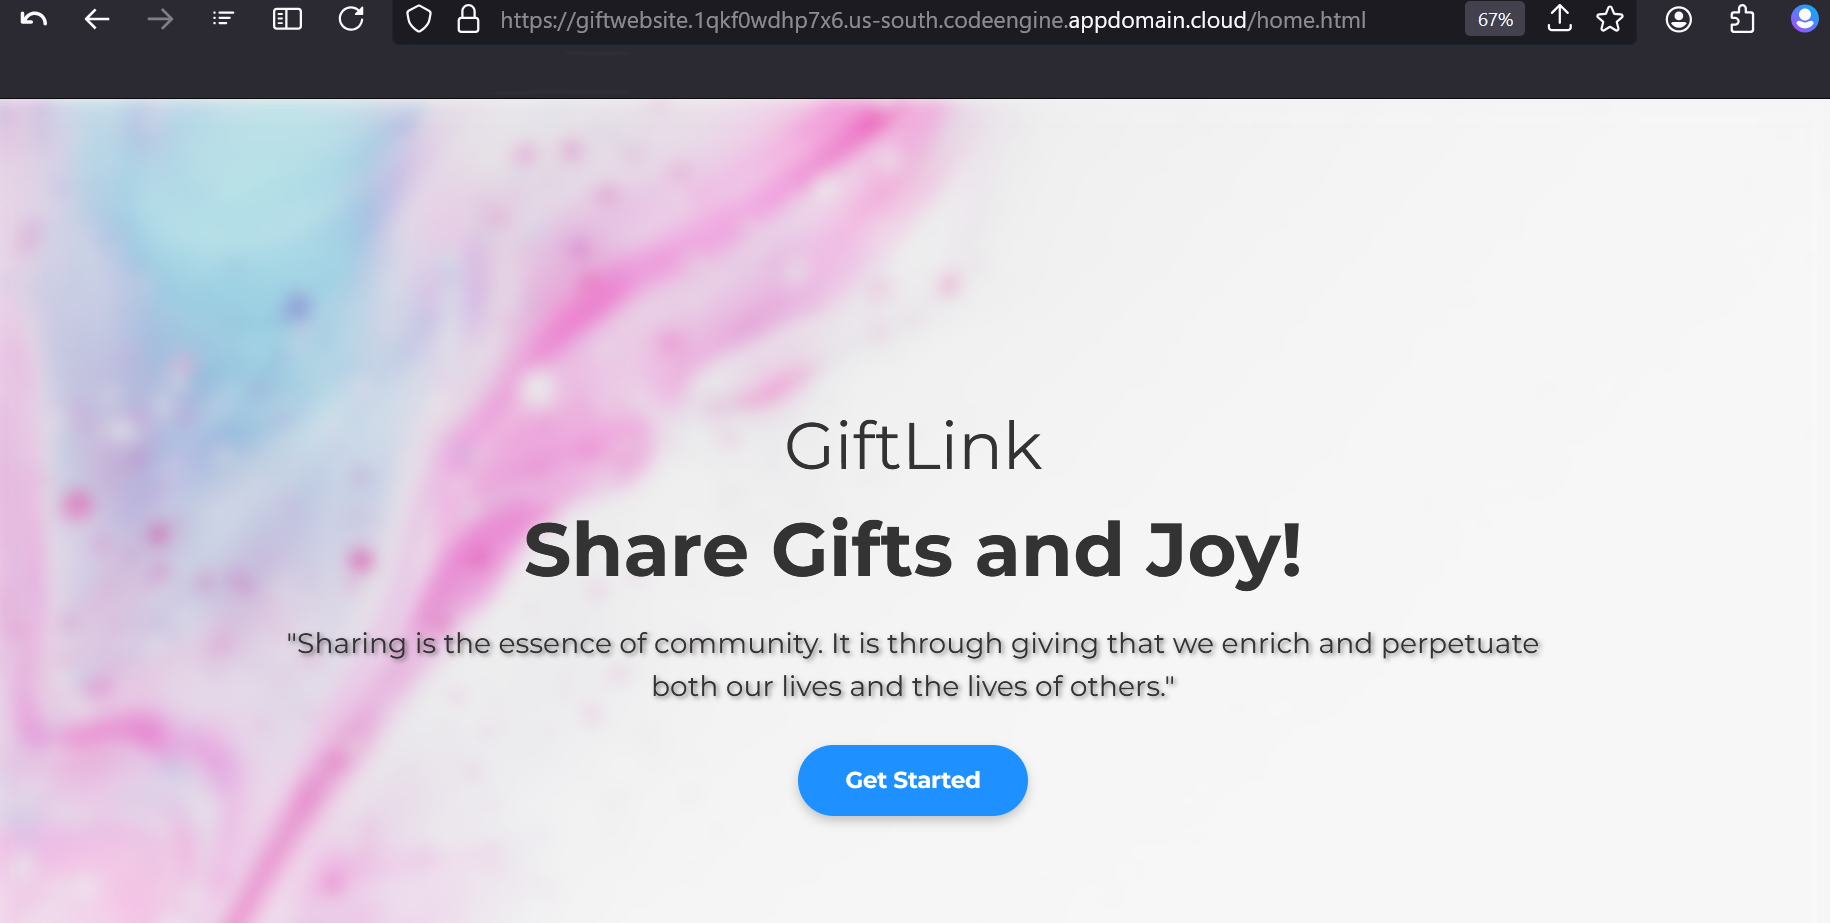 https://giftwebsite.1qkf0wdhp7x6.us-south.codeengine.appdomain.cloud/home.html
67%
GiftLink
Share Gifts and Joy!
"Sharing is the essence of community. It is through giving that we enrich and perpetuate
both our lives and the lives of others."
Get Started